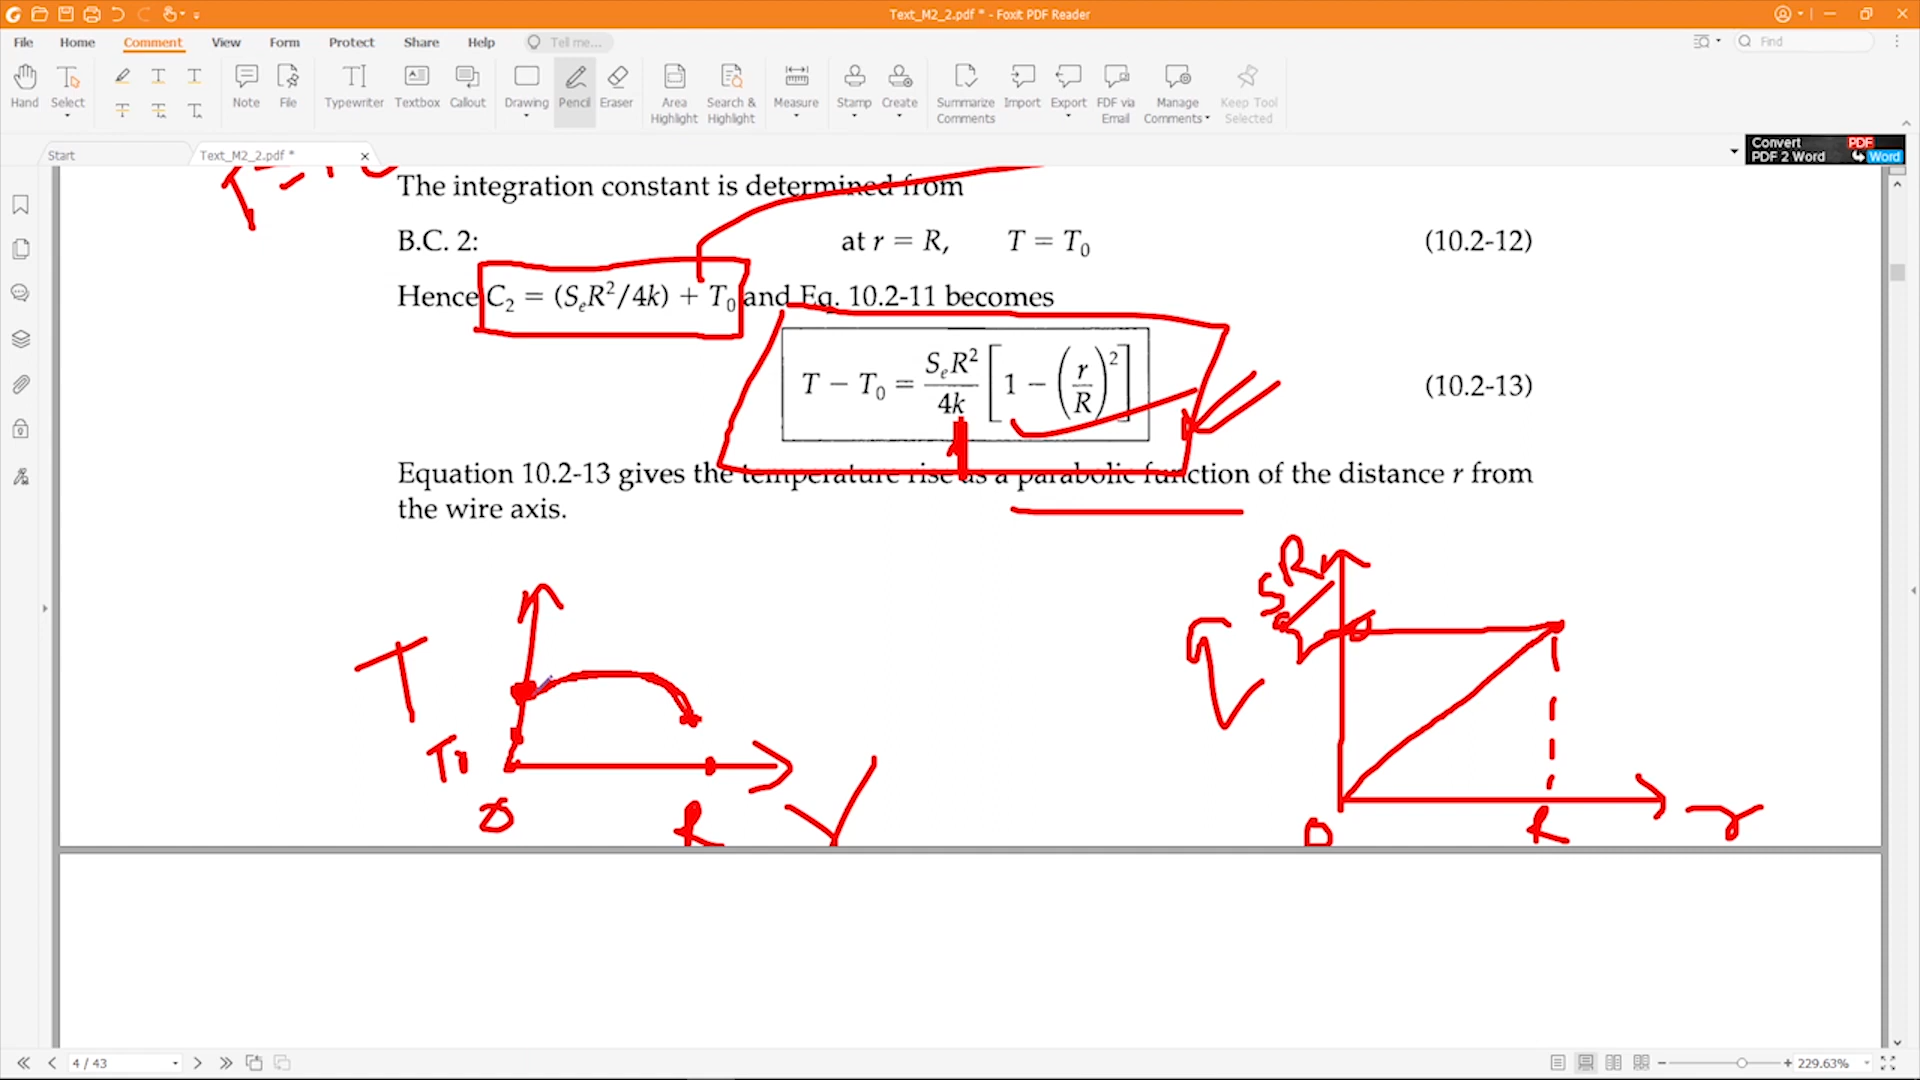 Text_M2_2.pdf * - Foxit PDF Reader
File Home Comment View Form Protect Share Help Tell me... Find
Hand Select Note File Typewriter Textbox Callout Drawing Pencil Eraser Area Highlight Search & Highlight Measure Stamp Create Summarize Comments Import Export FDF via Email Manage Comments Keep Tool Selected
Start Text_M2_2.pdf * Convert PDF 2 Word PDF Word
The integration constant is determined from
B.C. 2: at r = R, T = T₀ (10.2-12)
Hence C₂ = (SₑR²/4k) + T₀ and Eq. 10.2-11 becomes
T − T₀ = SₑR²/4k [1 − (r/R)²] (10.2-13)
Equation 10.2-13 gives the temperature rise as a parabolic function of the distance r from
the wire axis.
T
R
0 R
0 R r
4 / 43 229.63%